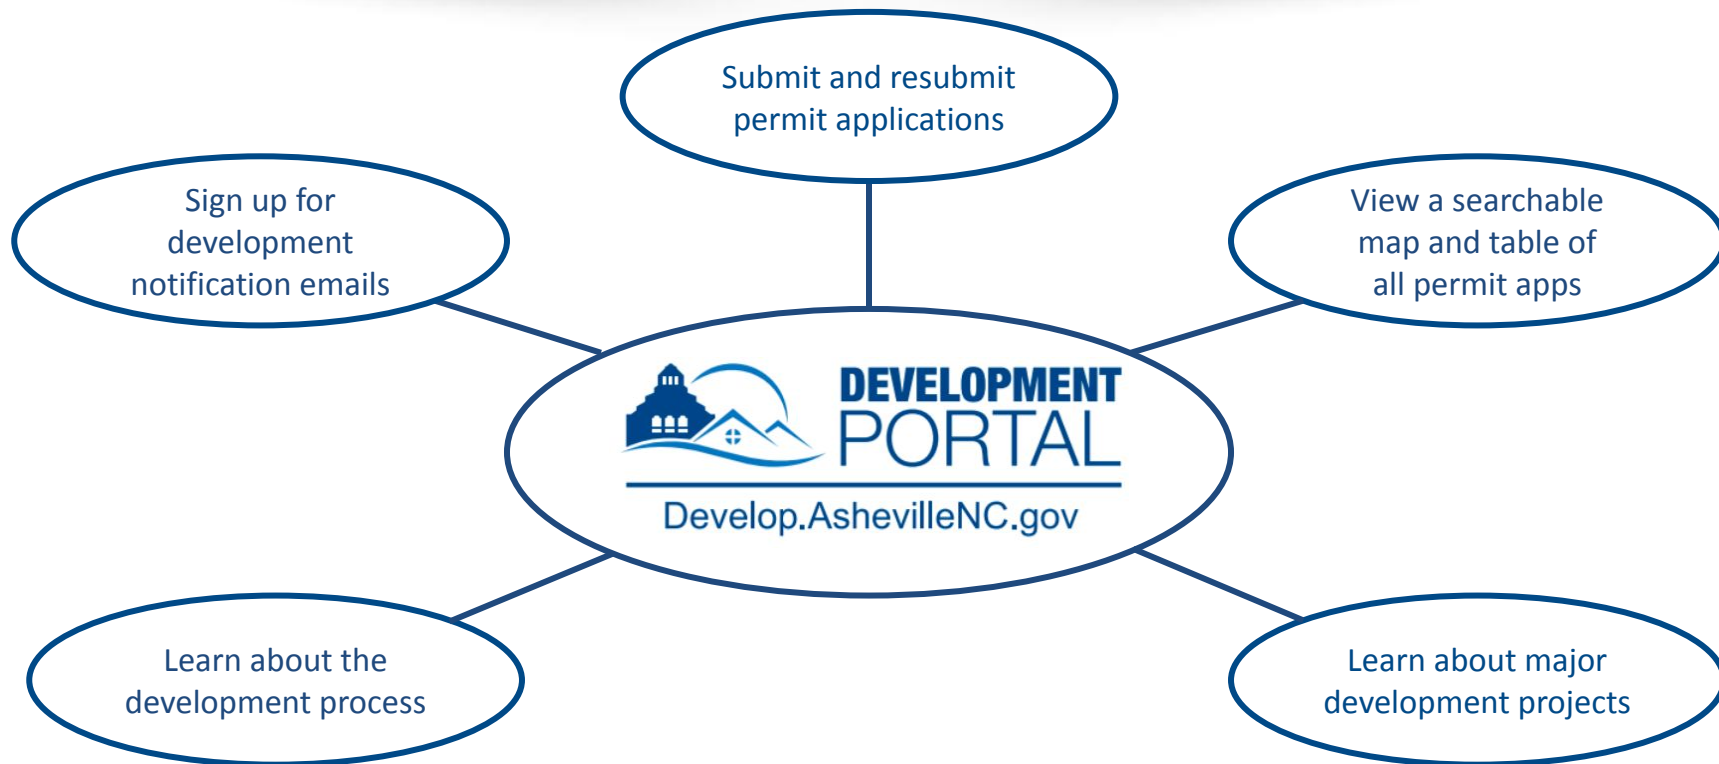 Submit and resubmit
permit applications
Sign up for
development
notification emails
View a searchable
map and table of
all permit apps
DEVELOPMENT
PORTAL
Develop.AshevilleNC.gov
Learn about the
development process
Learn about major
development projects